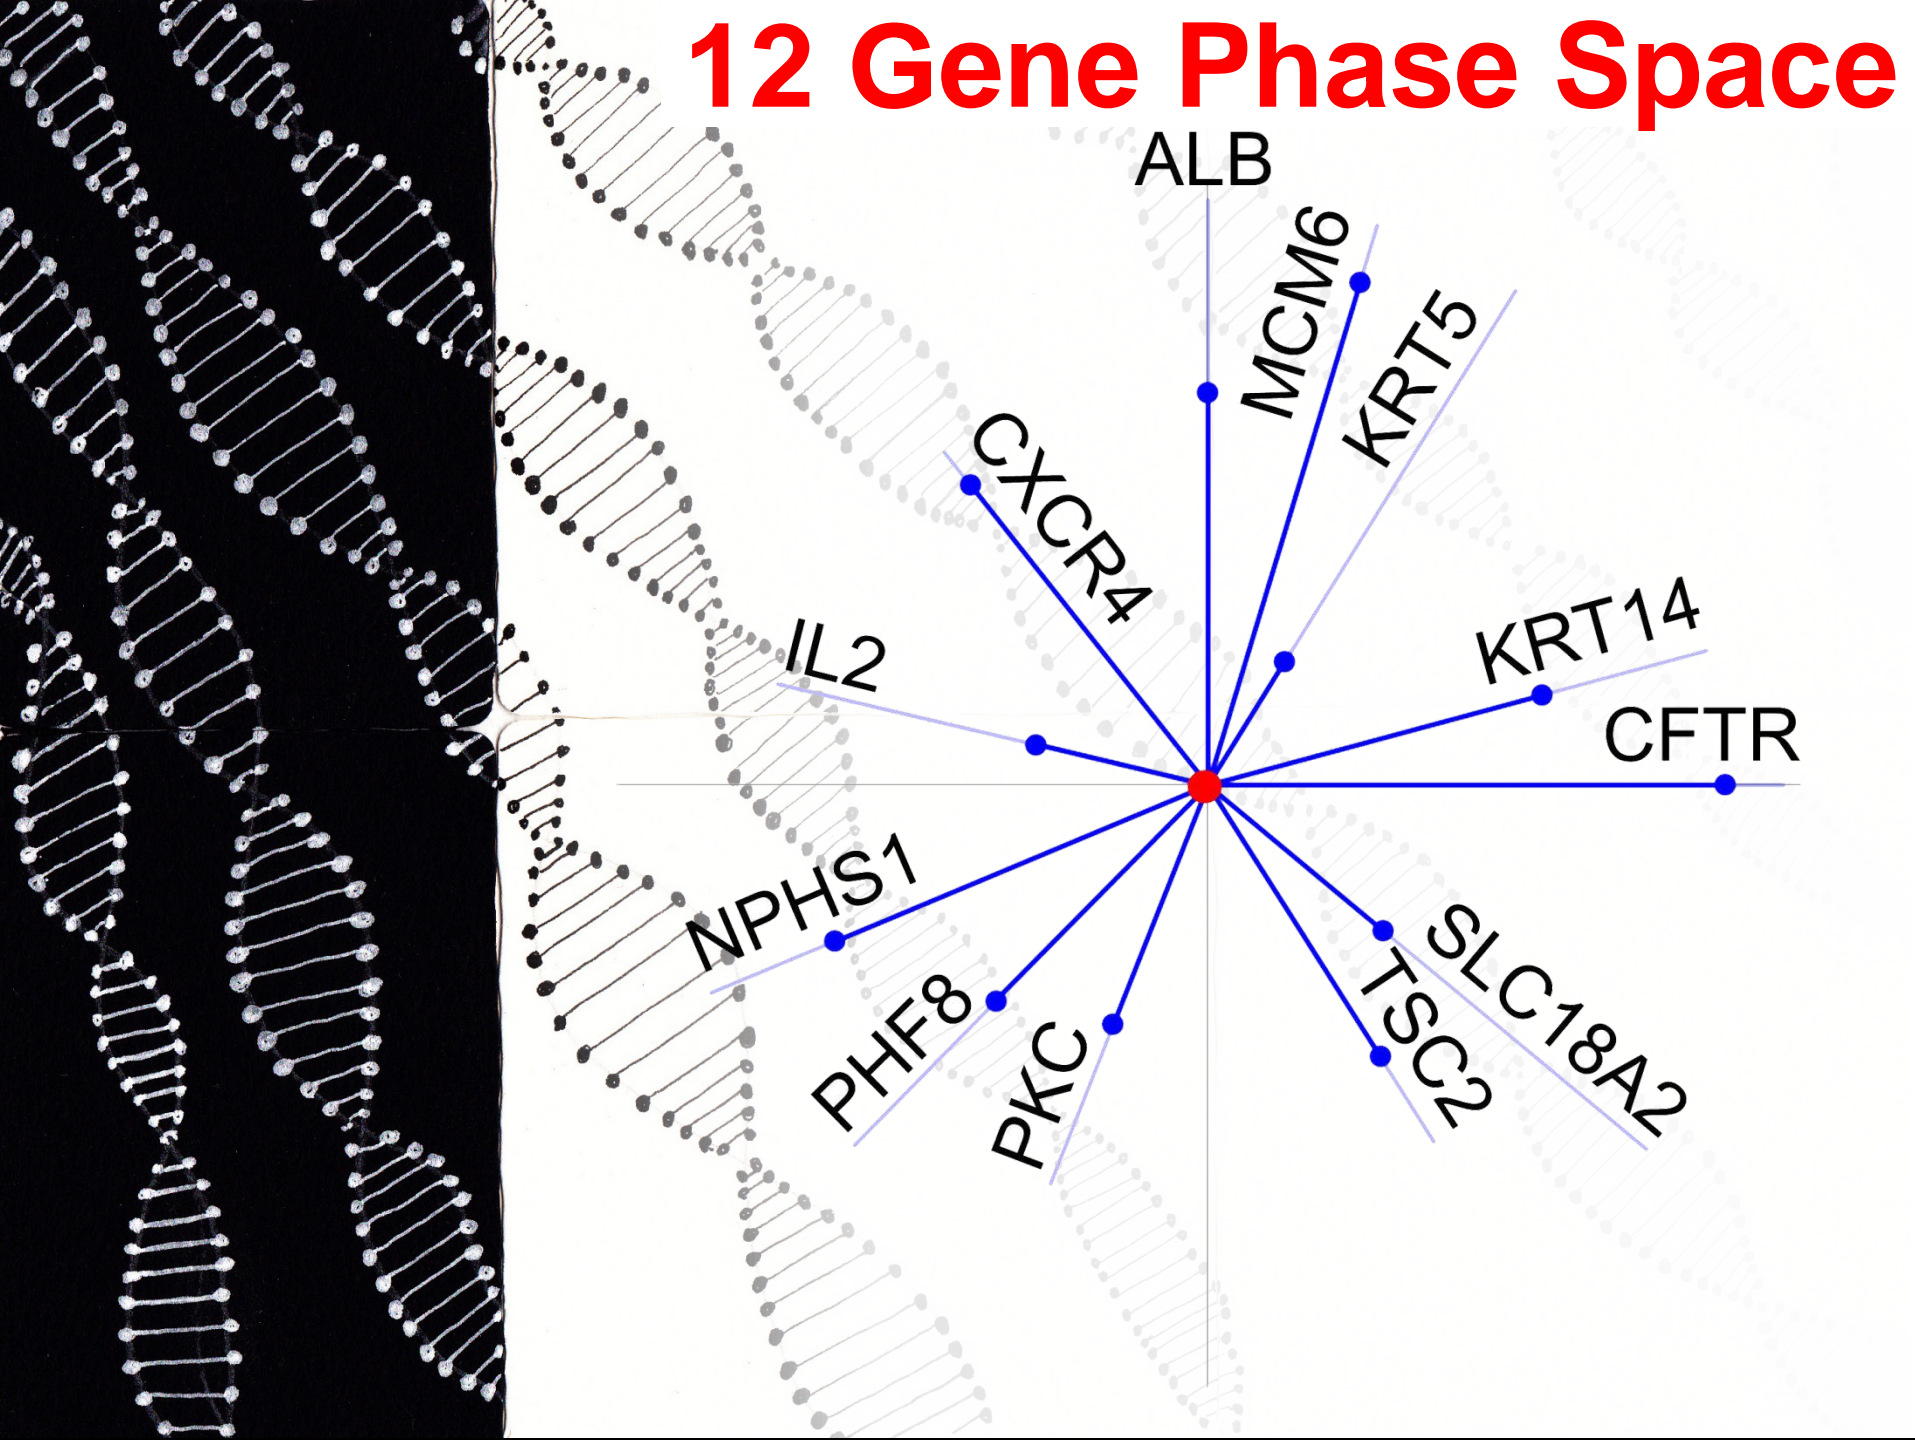 12 Gene Phase Space
ALB
MCM6
KRT5
CXCR4
KRT14
IL2
CFTR
NPHS1
SLC18A2
TSC2
PHF8
PKC